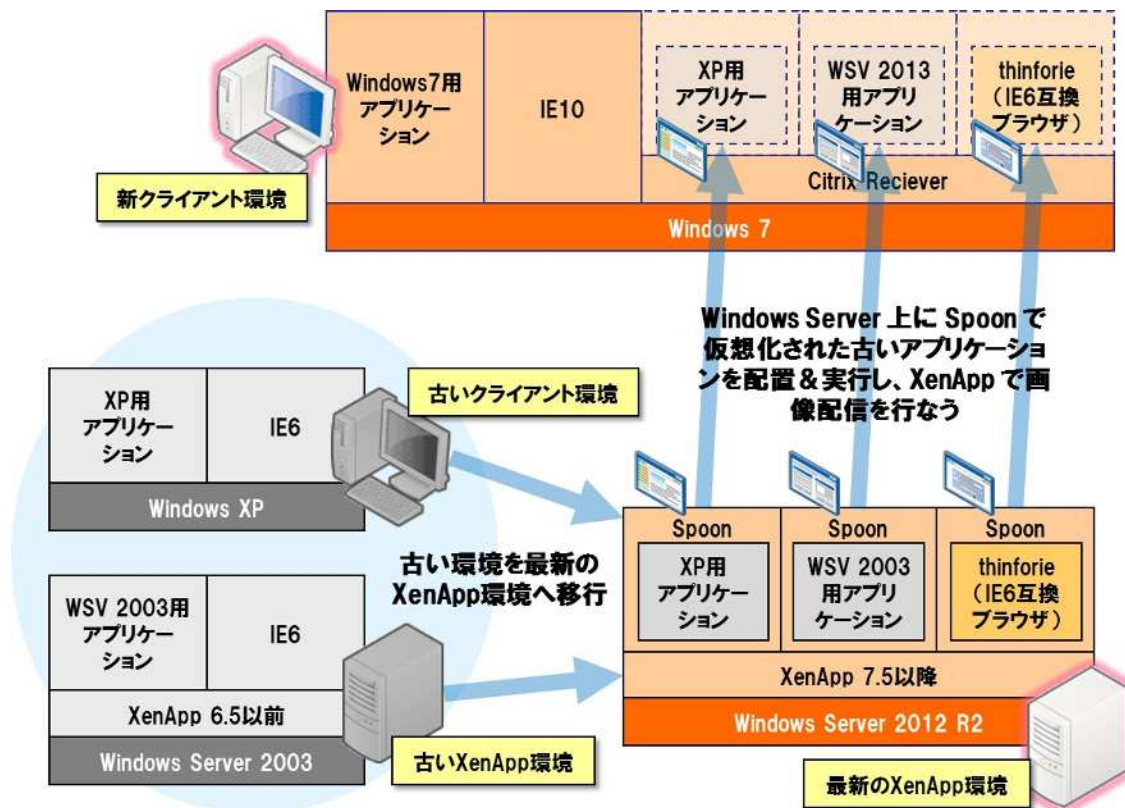 Windows7用
アプリケー
ション
IE10
XP用
アプリケー
ション
WSV 2013
用アプリ
ケーション
thinforie
（IE6互換
ブラウザ）
Citrix Reciever
Windows 7
新クライアント環境
Windows Server 上に Spoon で
仮想化された古いアプリケーショ
ンを配置＆実行し、XenApp で画
像配信を行なう
古いクライアント環境
XP用
アプリケー
ション
IE6
Windows XP
古い環境を最新の
XenApp環境へ移行
WSV 2003用
アプリケー
ション
IE6
XenApp 6.5以前
Windows Server 2003
古いXenApp環境
Spoon
XP用
アプリケー
ション
Spoon
WSV 2003
用アプリ
ケーション
Spoon
thinforie
（IE6互換
ブラウザ）
XenApp 7.5以降
Windows Server 2012 R2
最新のXenApp環境